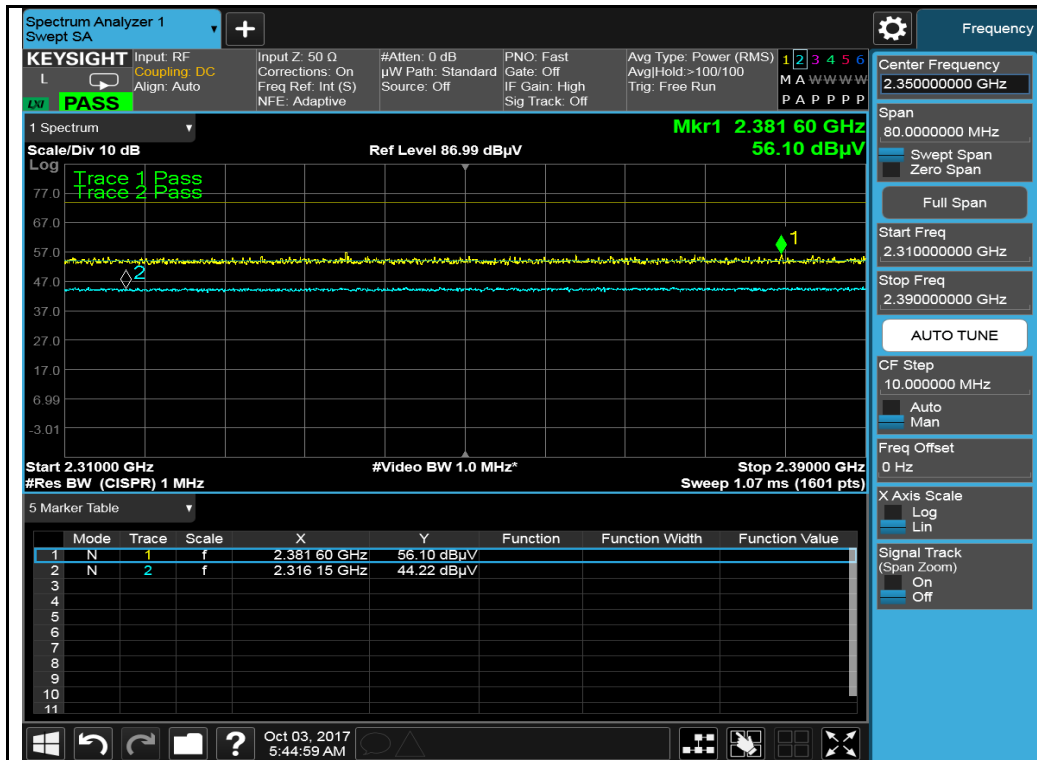 Spectrum Analyzer 1
Swept SA
+
Frequency
KEYSIGHT
L
LXI PASS
Input: RF
Coupling: DC
Align: Auto
Input Z: 50 Ω
Corrections: On
Freq Ref: Int (S)
NFE: Adaptive
#Atten: 0 dB
µW Path: Standard
Source: Off
PNO: Fast
Gate: Off
IF Gain: High
Sig Track: Off
Avg Type: Power (RMS)
Avg|Hold:>100/100
Trig: Free Run
1 2 3 4 5 6
M A W W W W
P A P P P P
1 Spectrum
Mkr1 2.381 60 GHz
Scale/Div 10 dB
Ref Level 86.99 dBµV
56.10 dBµV
Log
Trace 1 Pass
Trace 2 Pass
77.0
67.0
57.0
47.0
37.0
27.0
17.0
6.99
-3.01
1
2
Start 2.31000 GHz
#Video BW 1.0 MHz*
Stop 2.39000 GHz
#Res BW (CISPR) 1 MHz
Sweep 1.07 ms (1601 pts)
5 Marker Table
Mode Trace Scale X Y Function Function Width Function Value
1 N 1 f 2.381 60 GHz 56.10 dBµV
2 N 2 f 2.316 15 GHz 44.22 dBµV
3
4
5
6
7
8
9
10
11
Center Frequency
2.350000000 GHz
Span
80.0000000 MHz
Swept Span
Zero Span
Full Span
Start Freq
2.310000000 GHz
Stop Freq
2.390000000 GHz
AUTO TUNE
CF Step
10.000000 MHz
Auto
Man
Freq Offset
0 Hz
X Axis Scale
Log
Lin
Signal Track
(Span Zoom)
On
Off
?
Oct 03, 2017
5:44:59 AM